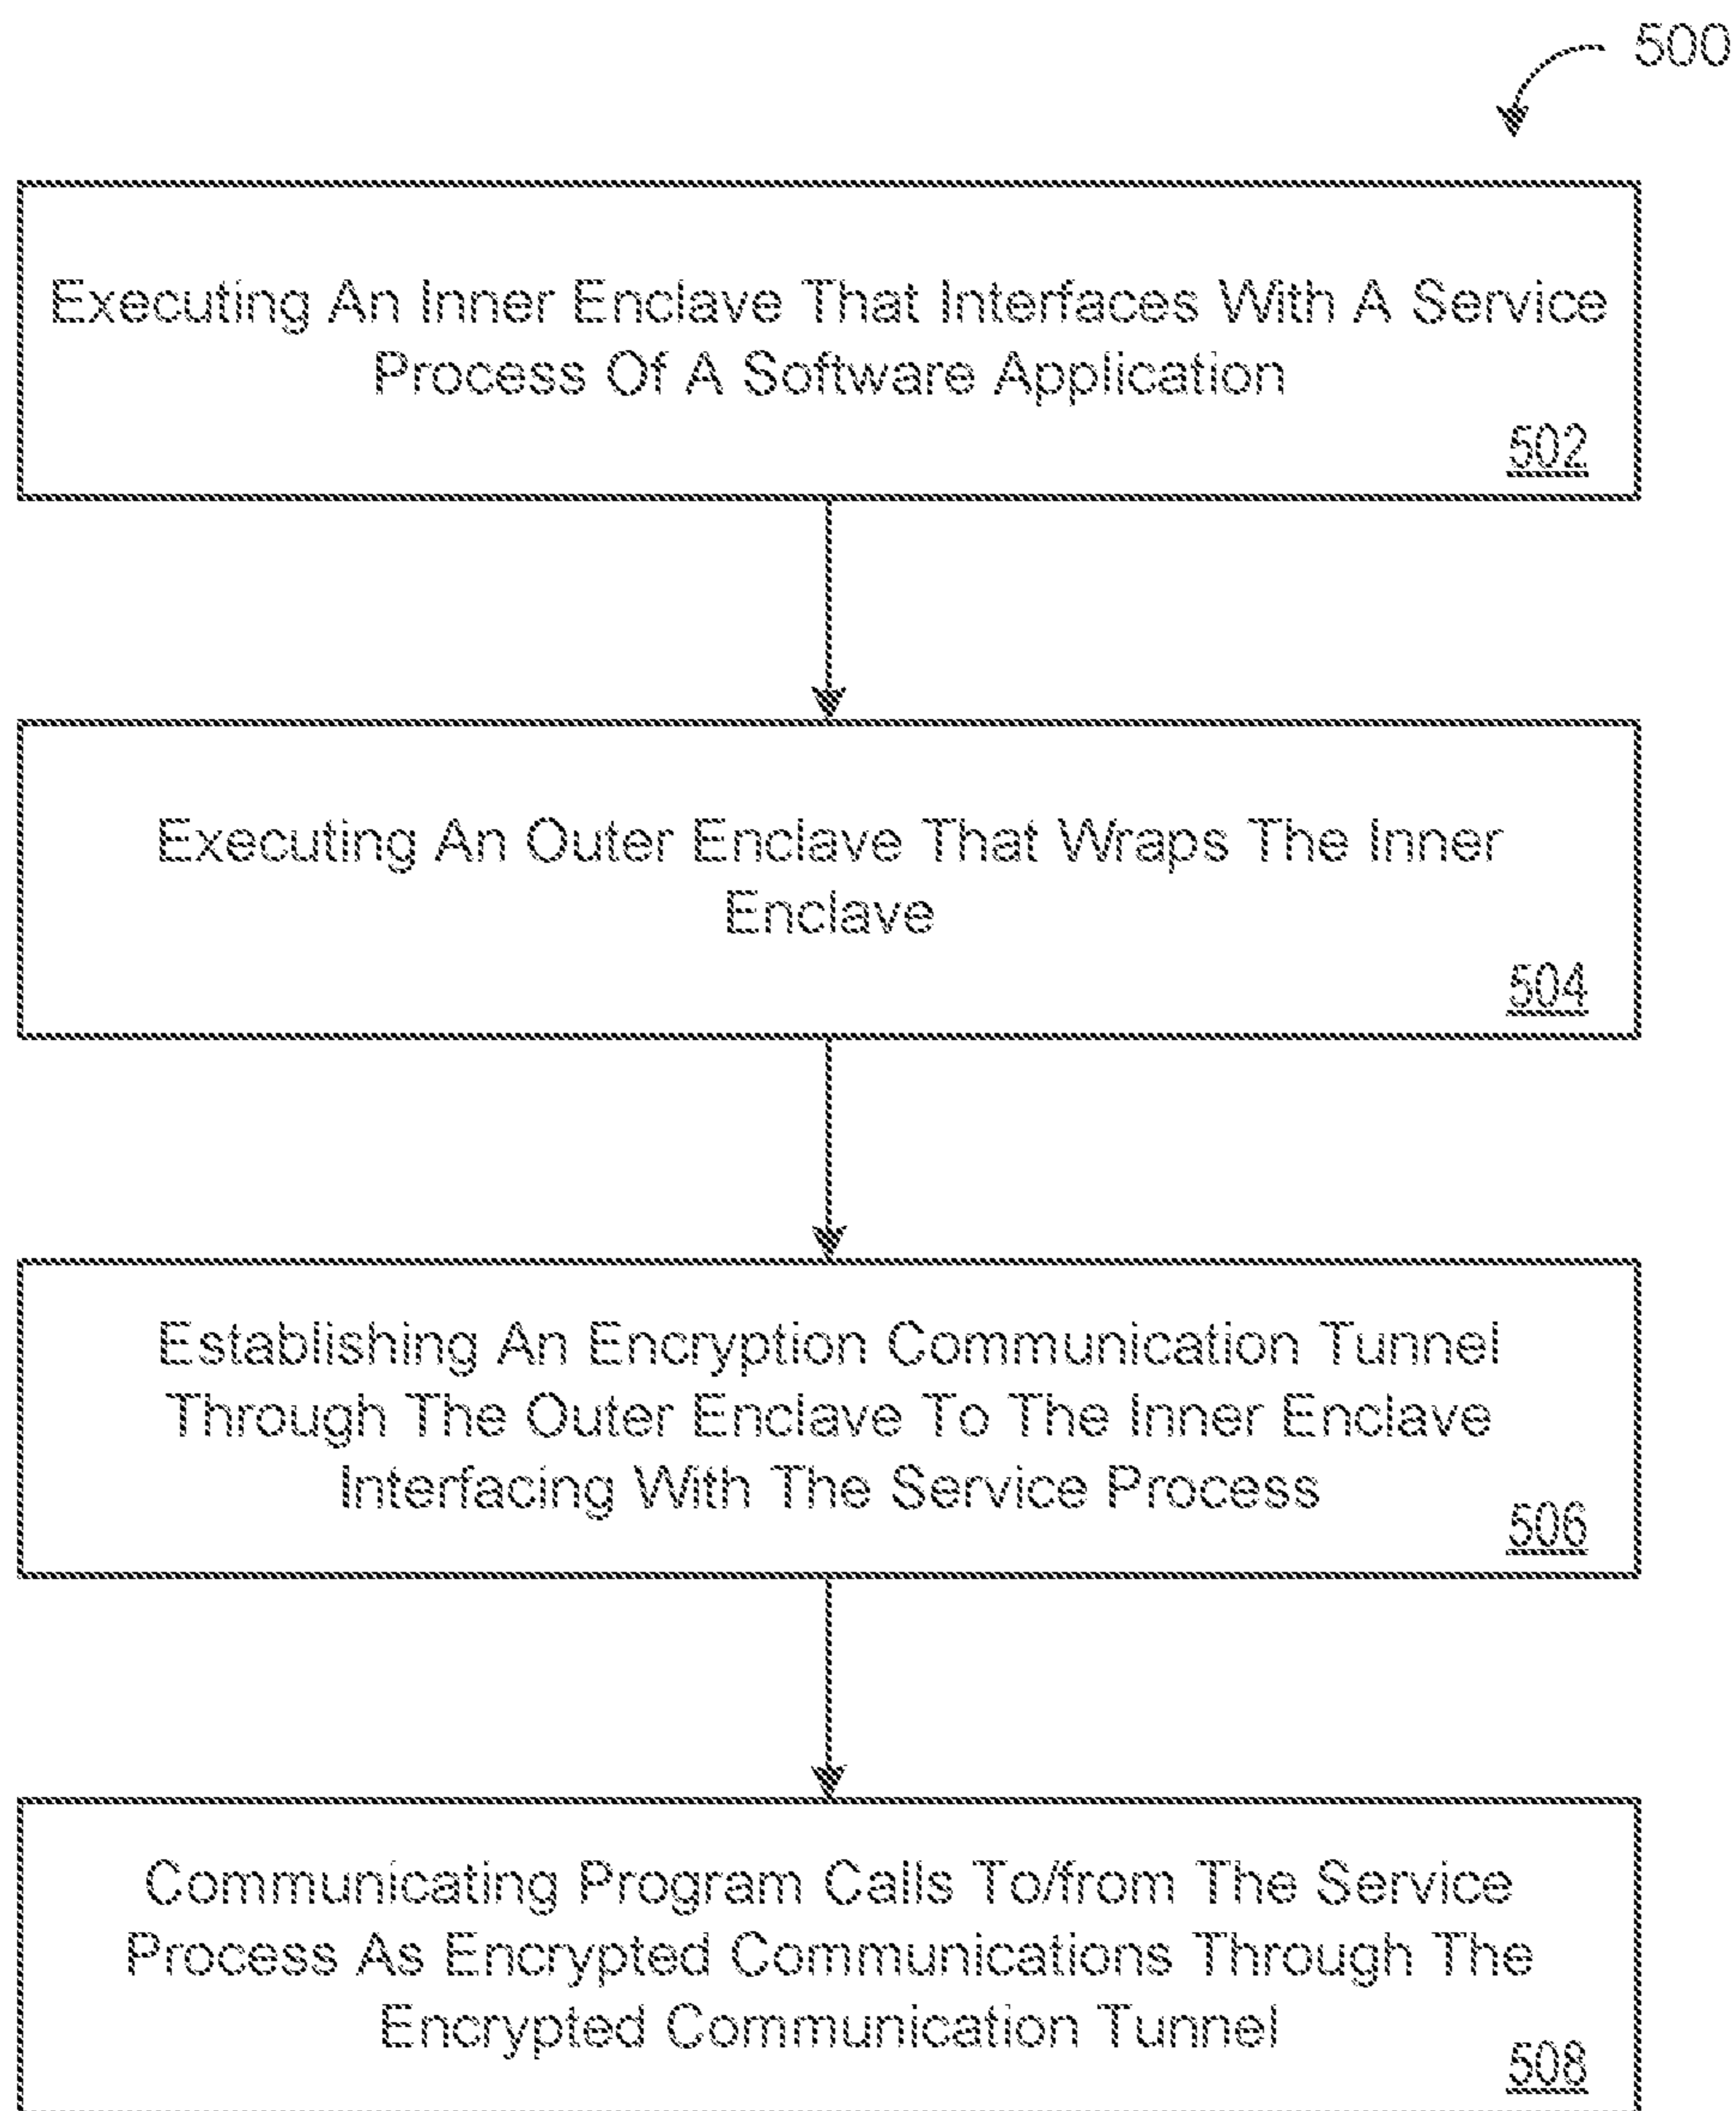 500
Executing An Inner Enclave That Interfaces With A Service
Process Of A Software Application
502
Executing An Outer Enclave That Wraps The Inner
Enclave
504
Establishing An Encryption Communication Tunnel
Through The Outer Enclave To The Inner Enclave
Interfacing With The Service Process
506
Communicating Program Calls To/from The Service
Process As Encrypted Communications Through The
Encrypted Communication Tunnel
508